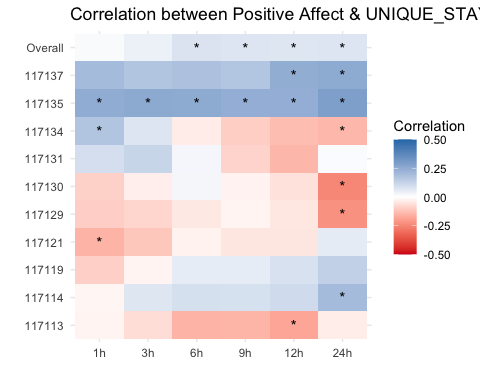 Correlation between Positive Affect & UNIQUE_STAY
Overall * * * *
117137 * *
117135 * * * * * *
117134 * *
117131
117130 *
117129 *
117121 *
117119
117114 *
117113 *
1h 3h 6h 9h 12h 24h
Correlation
0.50
0.25
0.00
-0.25
-0.50